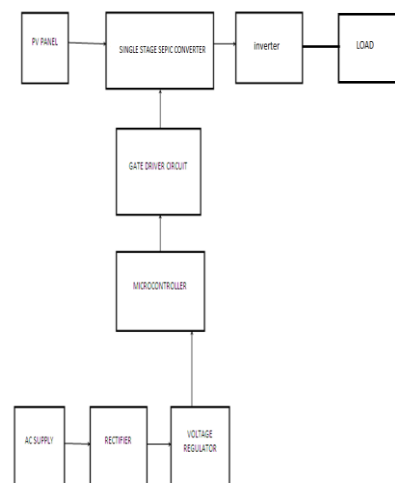 PV PANEL
SINGLE STAGE SEPIC CONVERTER
inverter
LOAD
GATE DRIVER CIRCUIT
MICROCONTROLLER
AC SUPPLY
RECTIFIER
VOLTAGE
REGULATOR